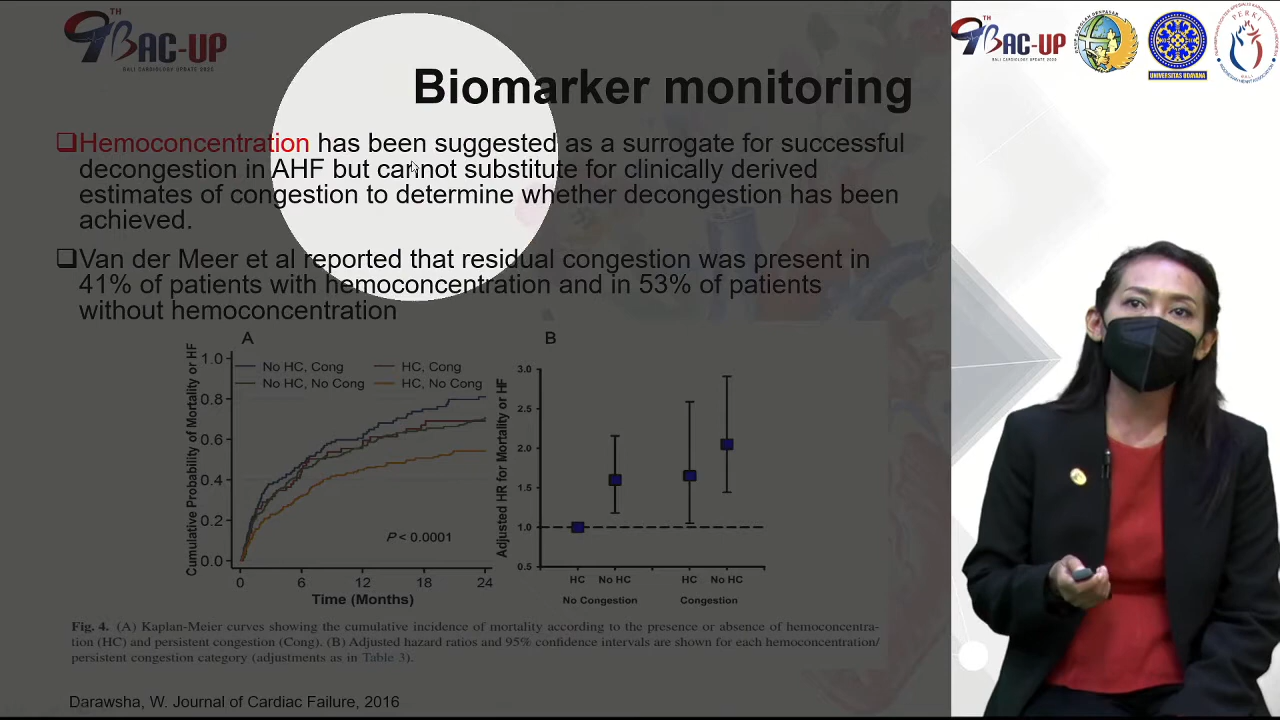 TH
9 BAC-UP
BALI CARDIOLOGY UPDATE 2023
Biomarker monitoring
❑Hemoconcentration has been suggested as a surrogate for successful
decongestion in AHF but cannot substitute for clinically derived
estimates of congestion to determine whether decongestion has been
achieved.
❑Van der Meer et al reported that residual congestion was present in
41% of patients with hemoconcentration and in 53% of patients
without hemoconcentration
A
Cumulative Probability of Mortality or HF
1.0
0.8
0.6
0.4
0.2
0.0
No HC, Cong
HC, Cong
No HC, No Cong
HC, No Cong
P < 0.0001
0 6 12 18 24
Time (Months)
B
Adjusted HR for Mortality or HF
3.0
2.5
2.0
1.5
1.0
0.5
HC No HC HC No HC
No Congestion Congestion
Fig. 4. (A) Kaplan-Meier curves showing the cumulative incidence of mortality according to the presence or absence of hemoconcentra-
tion (HC) and persistent congestion (Cong). (B) Adjusted hazard ratios and 95% confidence intervals are shown for each hemoconcentration/
persistent congestion category (adjustments as in Table 3).
Darawsha, W. Journal of Cardiac Failure, 2016
TH
9 BAC-UP
UNIVERSITAS UDAYANA
PERKI